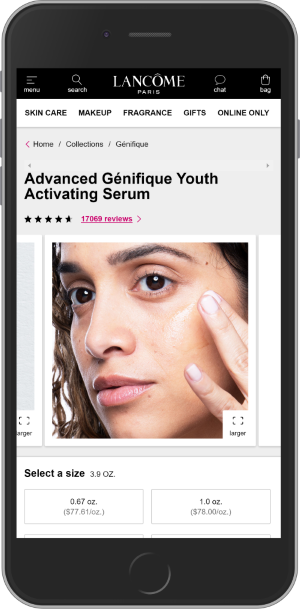 menu
search
LANCÔME
PARIS
chat
bag
SKIN CARE MAKEUP FRAGRANCE GIFTS ONLINE ONLY
Home / Collections / Génifique
Advanced Génifique Youth
Activating Serum
17069 reviews
larger
larger
Select a size 3.9 OZ.
0.67 oz.
($77.61/oz.)
1.0 oz.
($78.00/oz.)